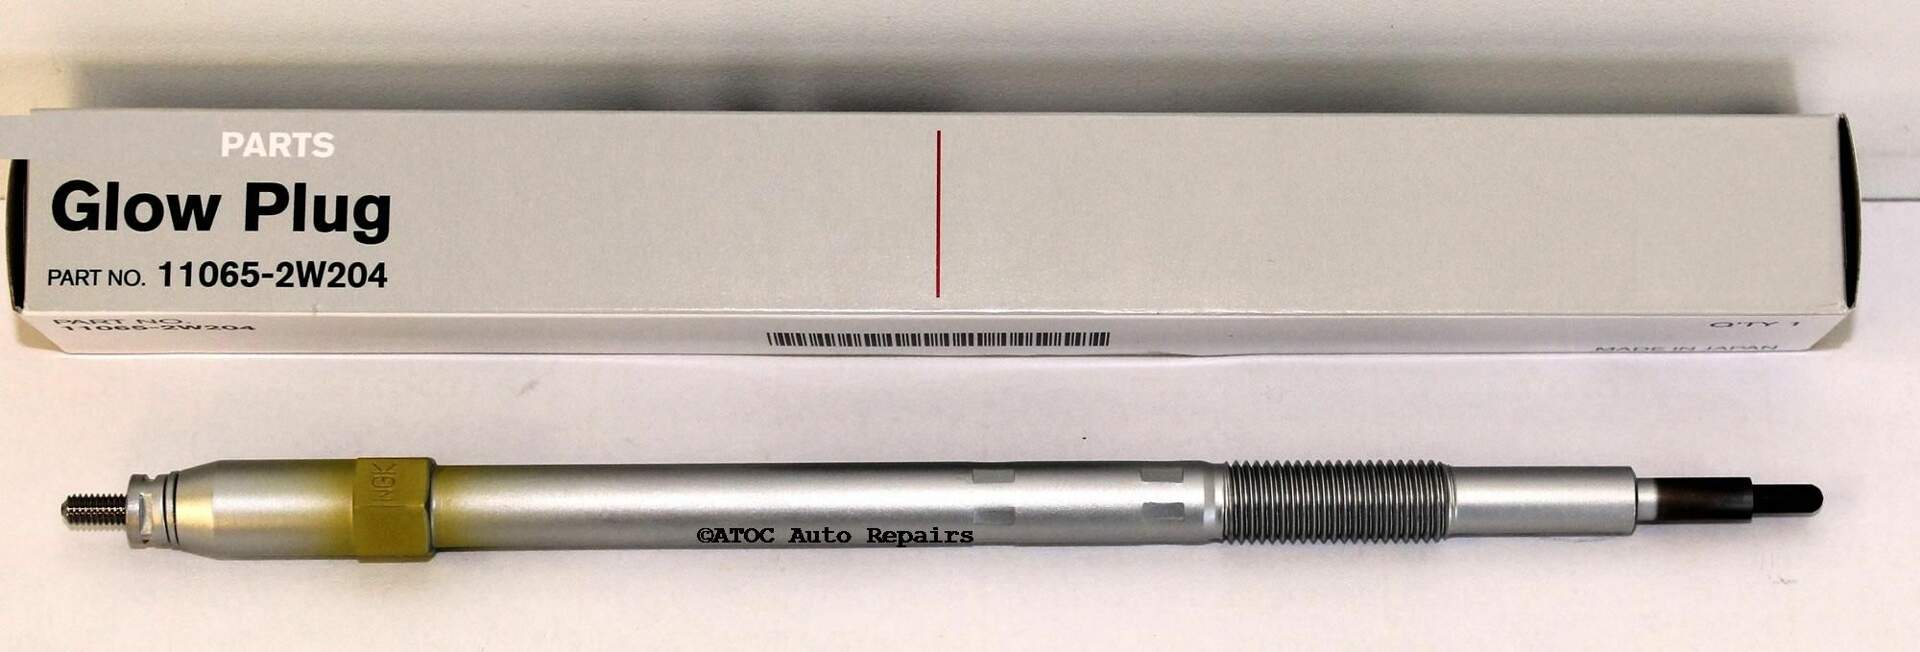 PARTS
Glow Plug
PART NO. 11065-2W204
PART NO.
11065-2W204
Q'TY 1
MADE IN JAPAN
NGK
©ATOC Auto Repairs